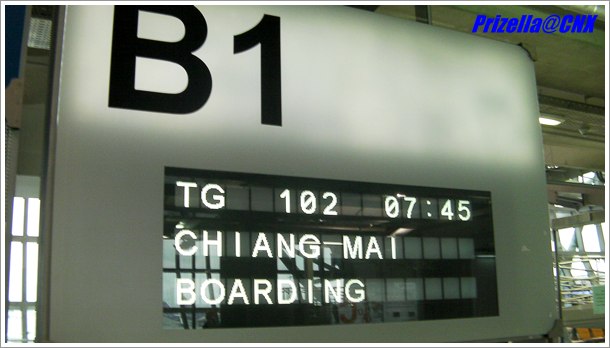 Prizella@CNX
B1
TG 102 07:45
CHIANG MAI
BOARDING